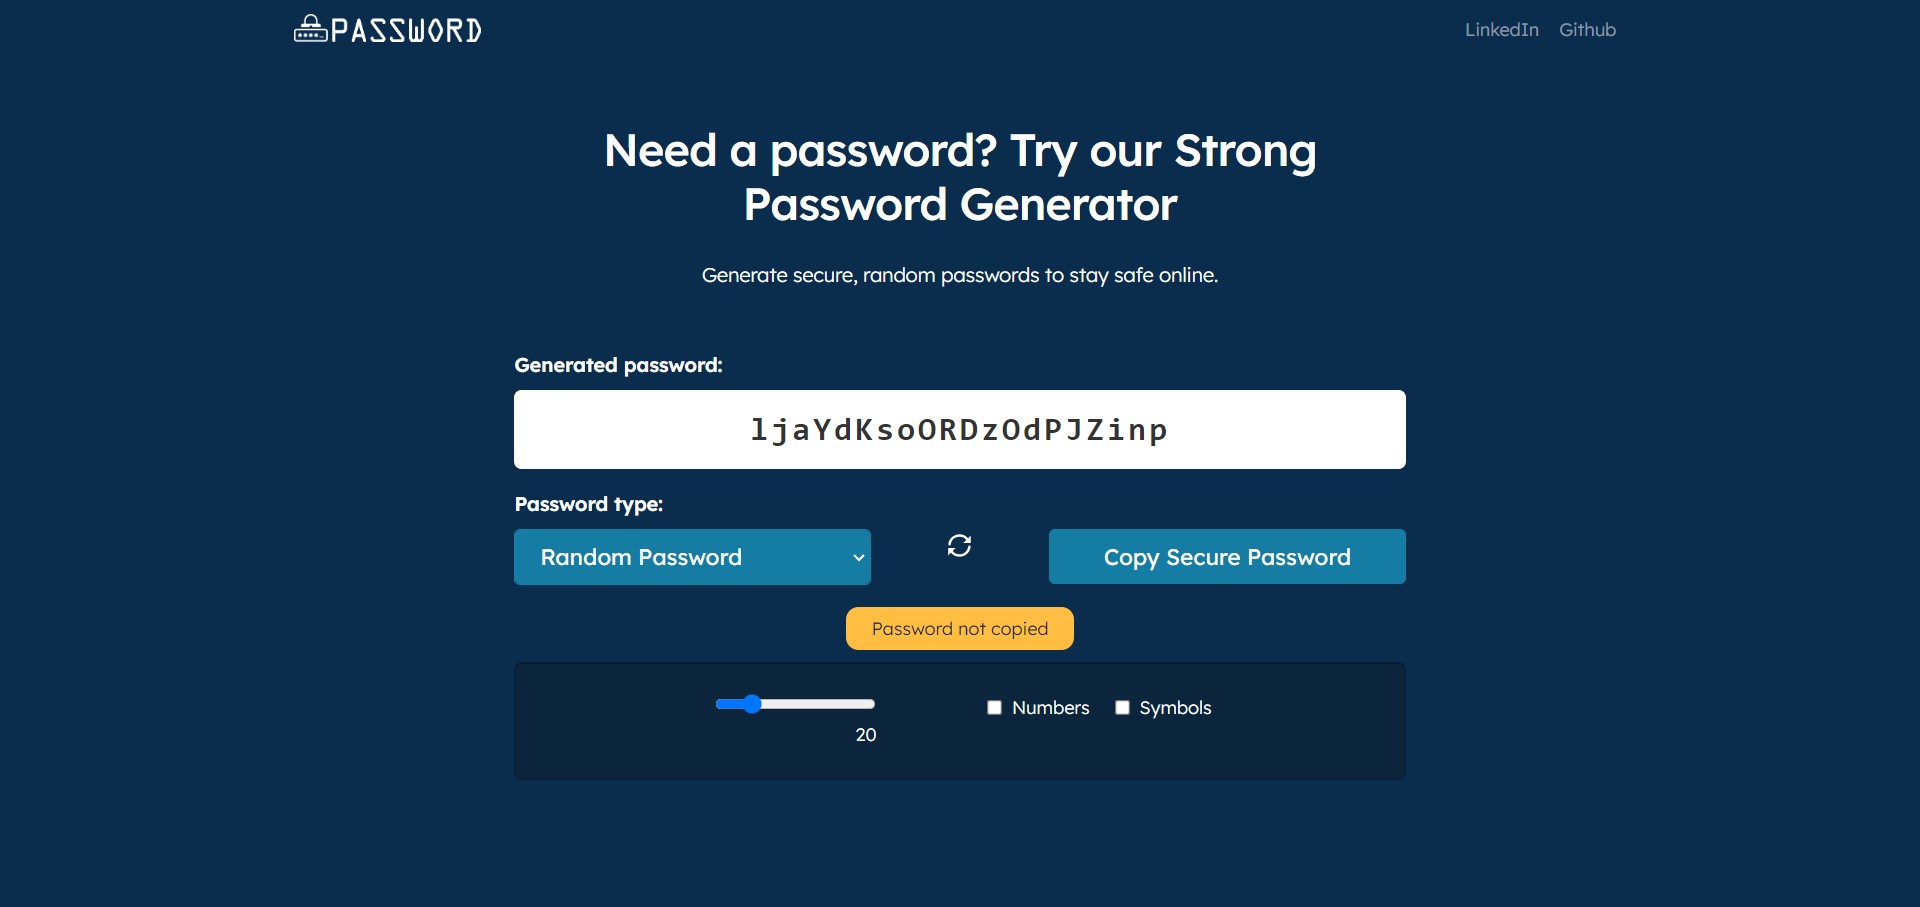 PASSWORD
LinkedIn Github
Need a password? Try our Strong
Password Generator
Generate secure, random passwords to stay safe online.
Generated password:
ljaYdKsoORDzOdPJZinp
Password type:
Random Password
Copy Secure Password
Password not copied
Numbers Symbols
20